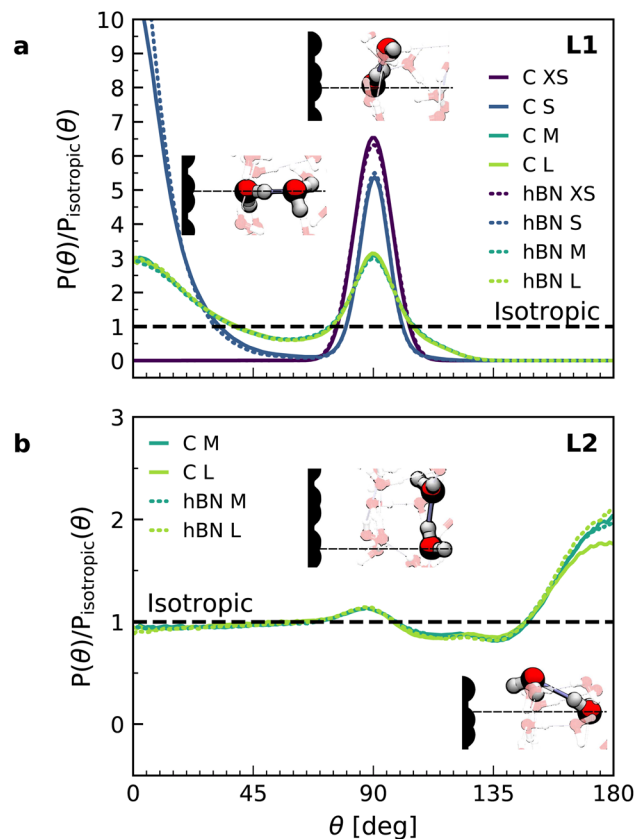 a
L1
10
9
8
7
6
5
4
3
2
1
0
P(θ)/P_isotropic(θ)
C XS
C S
C M
C L
hBN XS
hBN S
hBN M
hBN L
Isotropic
b
L2
3
2
1
0
P(θ)/P_isotropic(θ)
C M
C L
hBN M
hBN L
Isotropic
0 45 90 135 180
θ [deg]